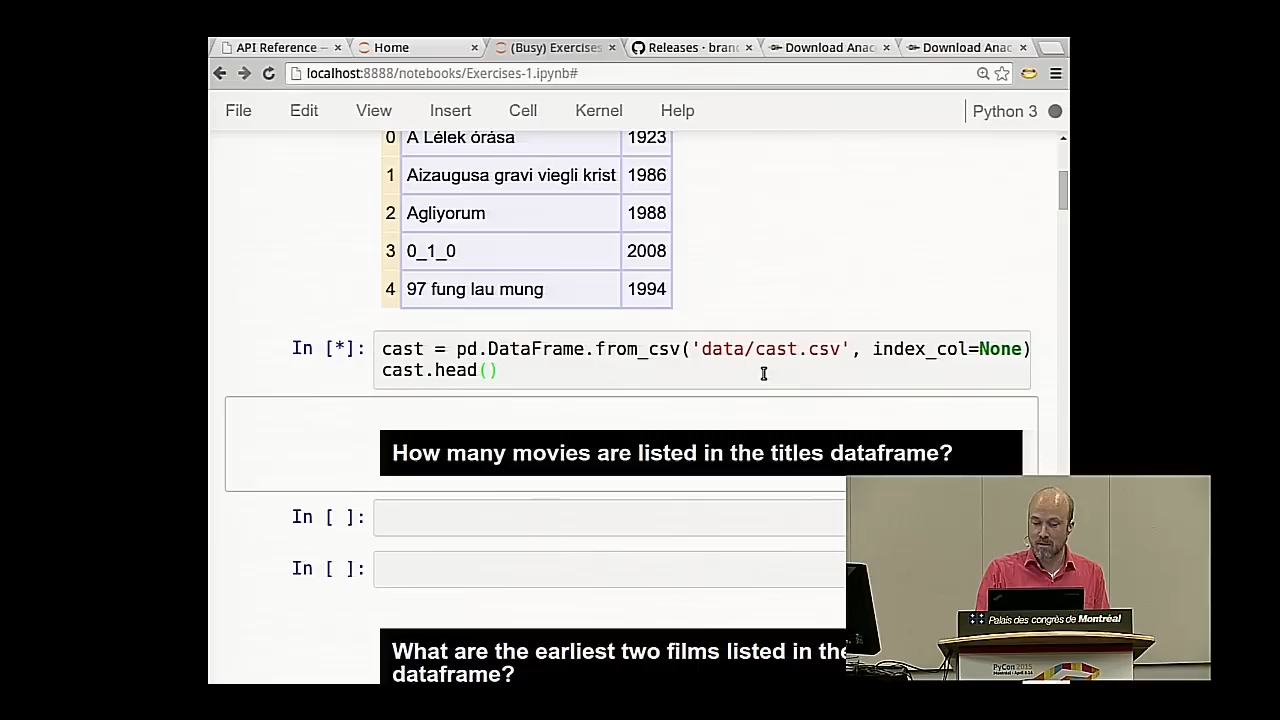 API Reference —
Home
(Busy) Exercises
Releases · bran
Download Anac
Download Anac
localhost:8888/notebooks/Exercises-1.ipynb#
File Edit View Insert Cell Kernel Help Python 3
0 A Lélek órása 1923
1 Aizaugusa gravi viegli krist 1986
2 Agliyorum 1988
3 0_1_0 2008
4 97 fung lau mung 1994
In [*]: cast = pd.DataFrame.from_csv('data/cast.csv', index_col=None)
cast.head()
How many movies are listed in the titles dataframe?
In [ ]:
In [ ]:
What are the earliest two films listed in the
dataframe?
Palais des congrès de Montréal
PyCon 2015